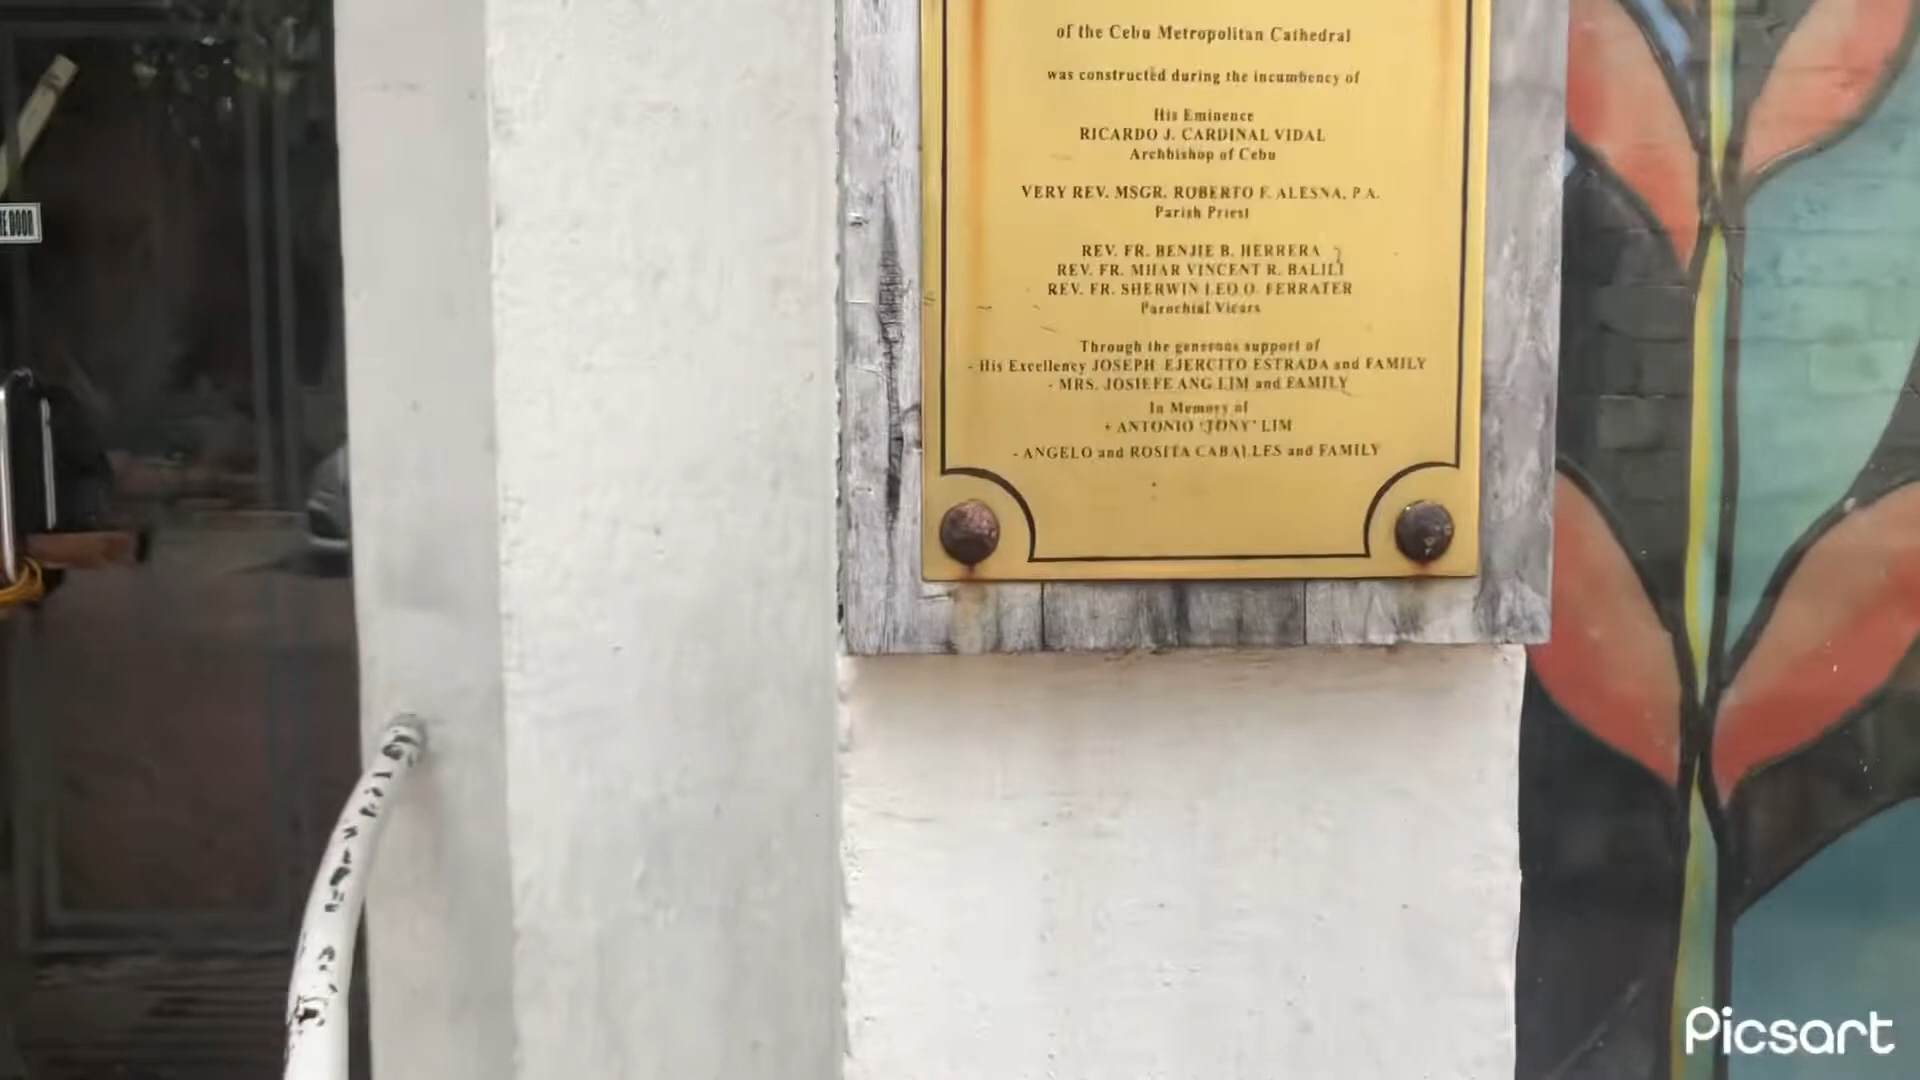 of the Cebu Metropolitan Cathedral
was constructed during the incumbency of
His Eminence
RICARDO J. CARDINAL VIDAL
Archbishop of Cebu
VERY REV. MSGR. ROBERTO F. ALESNA, P.A.
Parish Priest
REV. FR. BENJIE B. HERRERA
REV. FR. MHAR VINCENT R. BALILI
REV. FR. SHERWIN LEO O. FERRATER
Parochial Vicars
Through the generous support of
- His Excellency JOSEPH EJERCITO ESTRADA and FAMILY
- MRS. JOSIEFE ANG LIM and FAMILY
In Memory of
+ ANTONIO "TONY" LIM
- ANGELO and ROSITA CABALLES and FAMILY
DOOR
Picsart